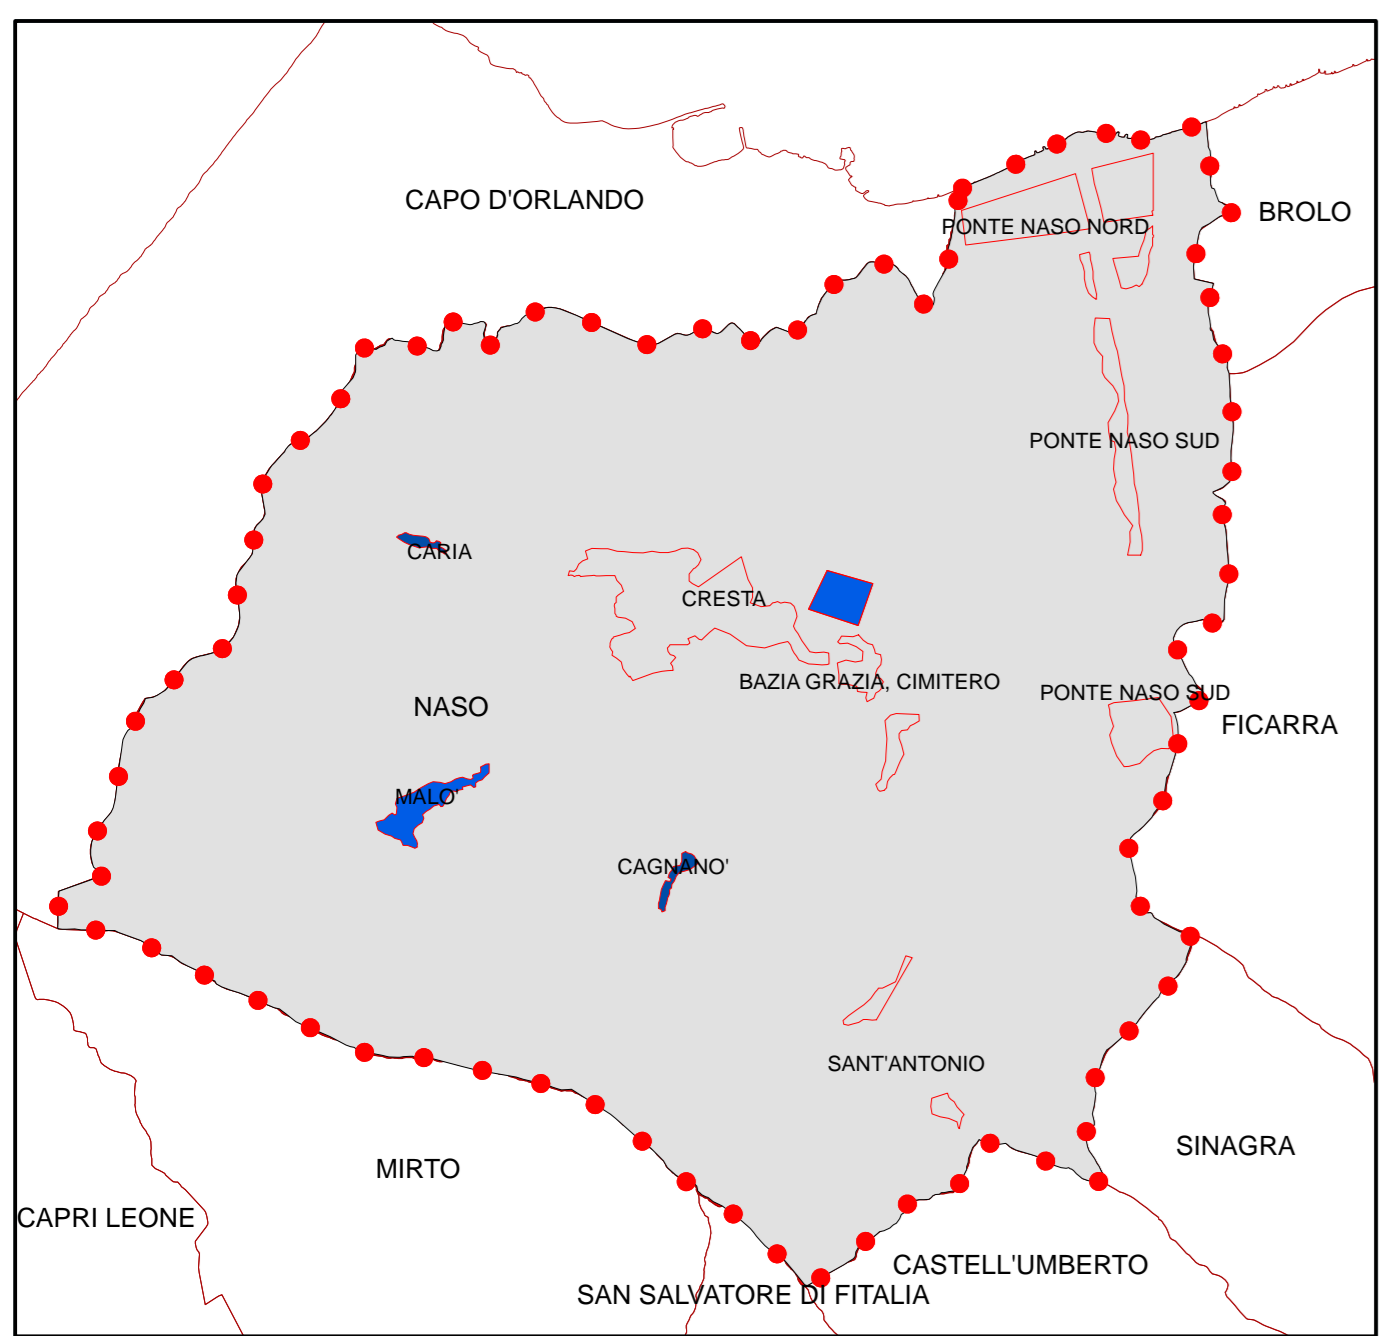 CAPO D'ORLANDO
BROLO
PONTE NASO NORD
PONTE NASO SUD
CARIA
CRESTA
BAZIA GRAZIA, CIMITERO
PONTE NASO SUD
NASO
FICARRA
MALO'
CAGNANO'
SANT'ANTONIO
SINAGRA
MIRTO
CAPRI LEONE
CASTELL'UMBERTO
SAN SALVATORE DI FITALIA